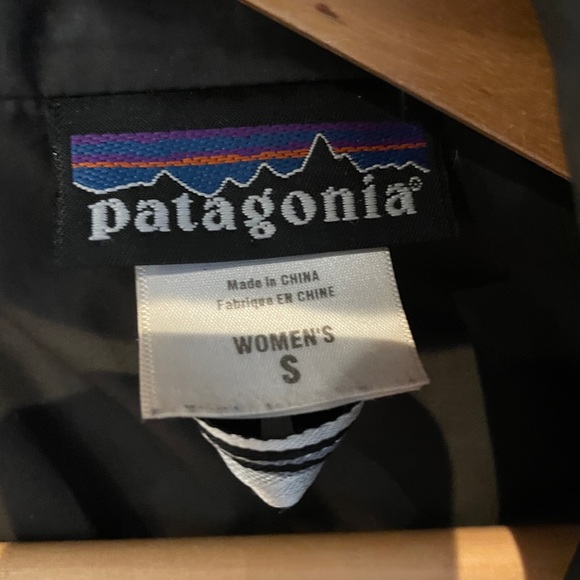 patagonia®
Made in CHINA
Fabriqué EN CHINE
WOMEN'S
S